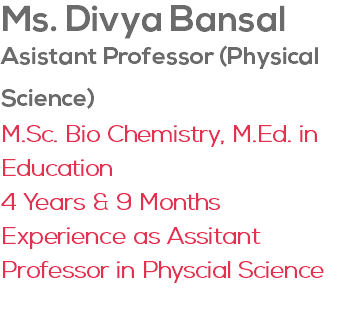 Ms. Divya Bansal
Asistant Professor (Physical
Science)
M.Sc. Bio Chemistry, M.Ed. in
Education
4 Years & 9 Months
Experience as Assitant
Professor in Physcial Science